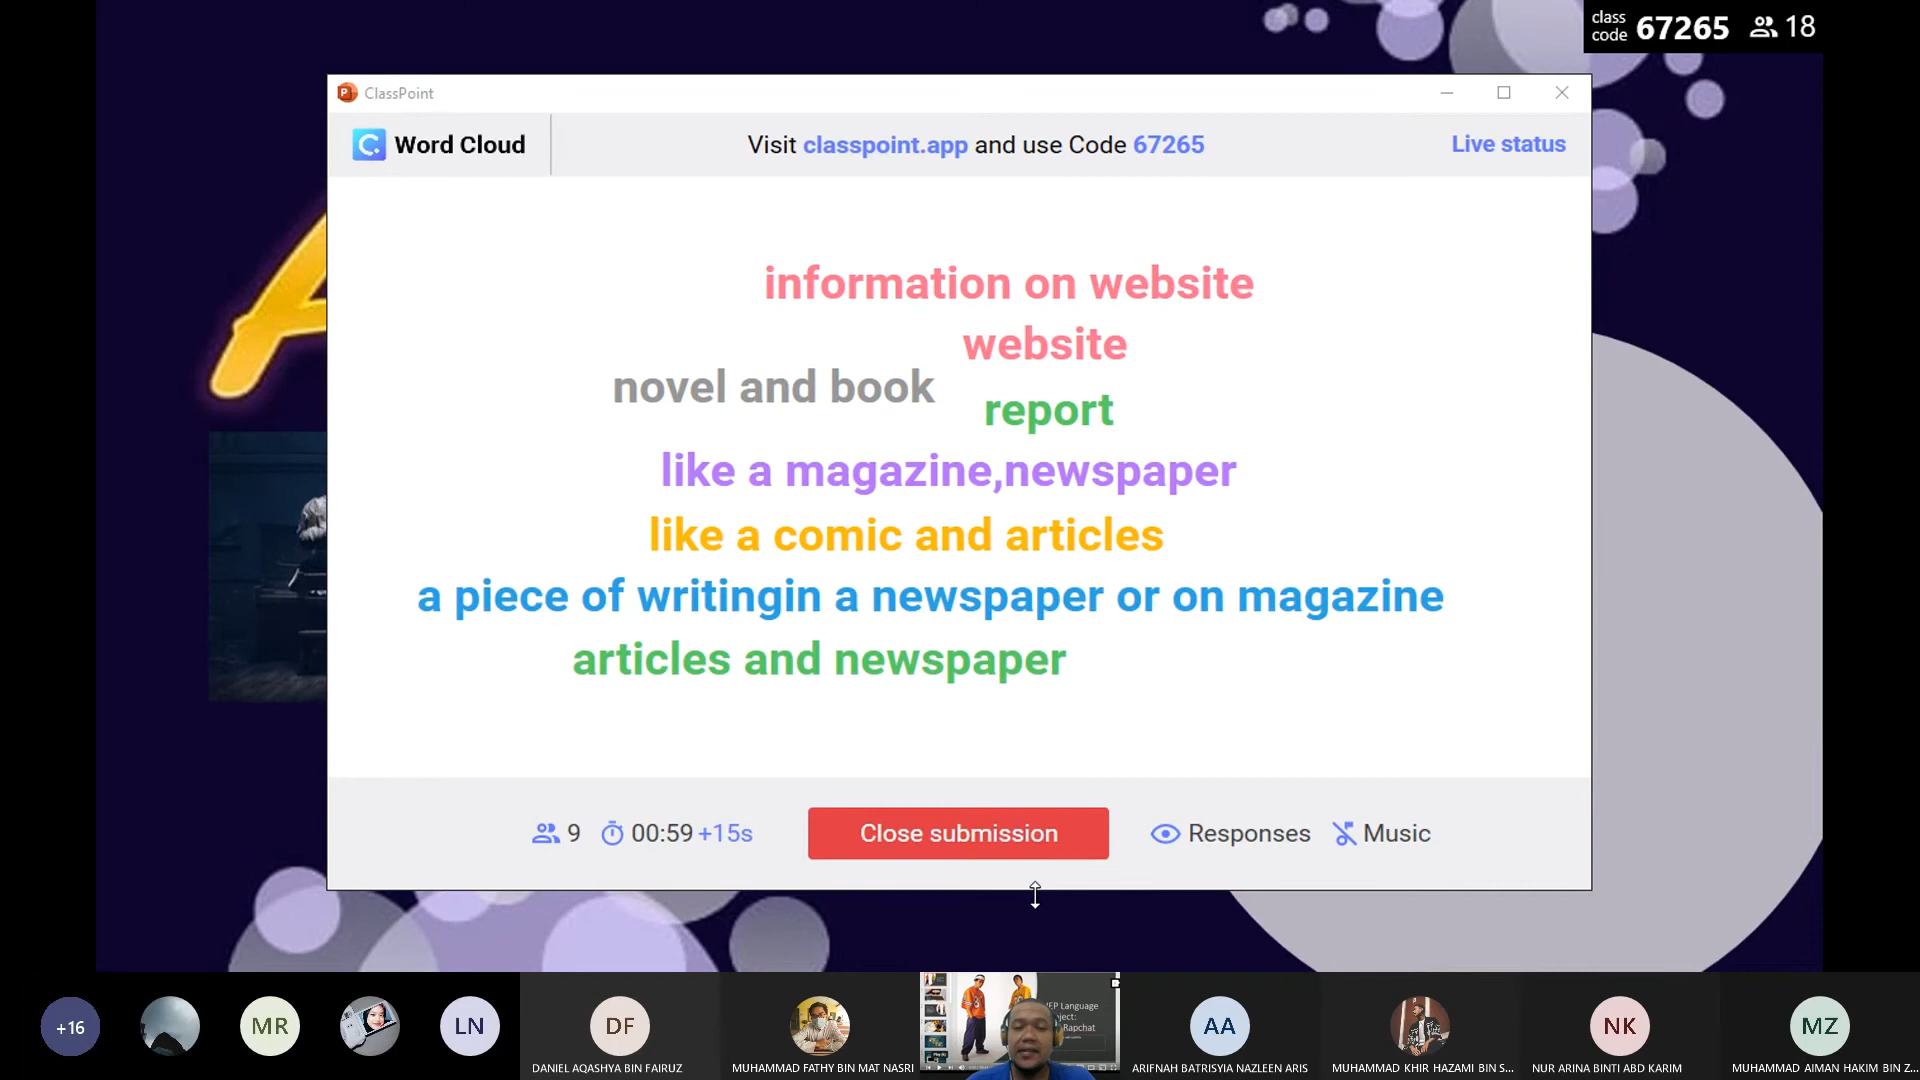 class
code 67265 18
ClassPoint
Word Cloud
Visit classpoint.app and use Code 67265
Live status
information on website
website
novel and book
report
like a magazine,newspaper
like a comic and articles
a piece of writingin a newspaper or on magazine
articles and newspaper
9 00:59 +15s
Close submission
Responses
Music
+16
MR
LN
DF
DANIEL AQASHYA BIN FAIRUZ
MUHAMMAD FATHY BIN MAT NASRI
Language
Rapchat
AA
ARIFNAH BATRISYIA NAZLEEN ARIS
MUHAMMAD KHIR HAZAMI BIN S...
NK
NUR ARINA BINTI ABD KARIM
MZ
MUHAMMAD AIMAN HAKIM BIN Z...